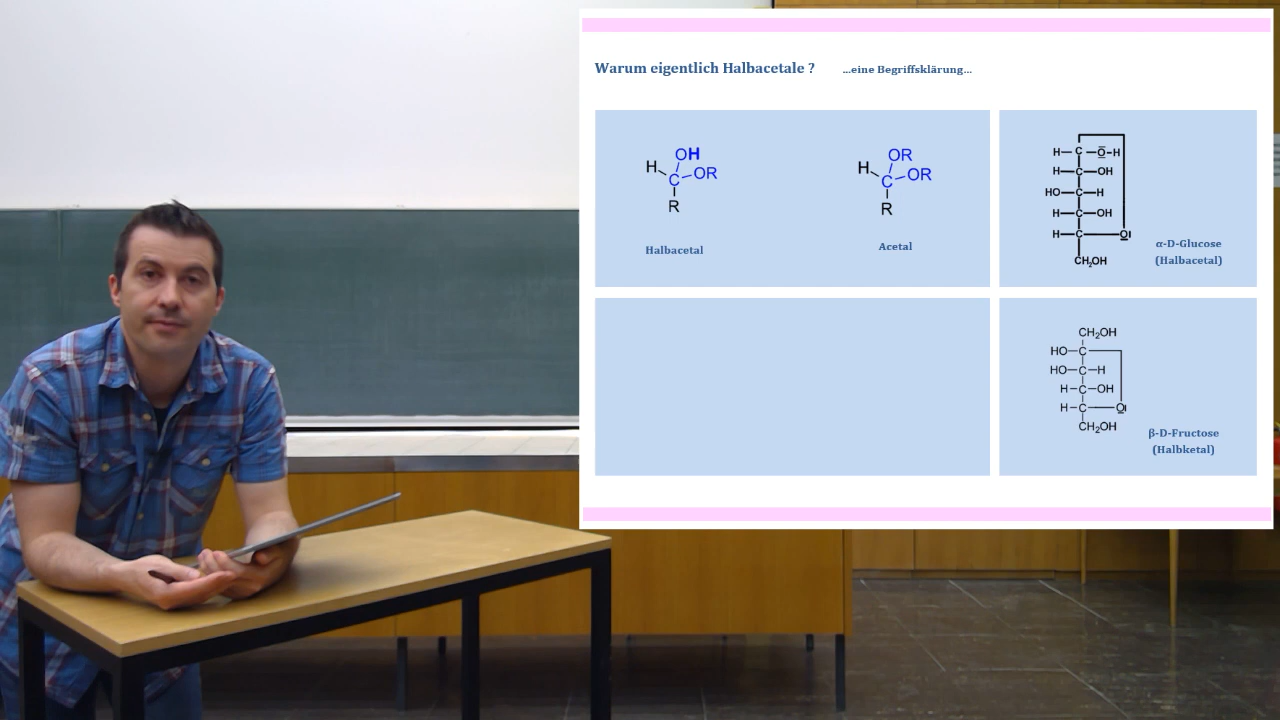 Warum eigentlich Halbacetale ? ...eine Begriffsklärung...
OH
H
C
OR
R
Halbacetal
OR
H
C
OR
R
Acetal
H C O-H
H C OH
HO C H
H C OH
H C O
CH2OH
α-D-Glucose
(Halbacetal)
CH2OH
HO C
HO C H
H C OH
H C O
CH2OH
β-D-Fructose
(Halbketal)